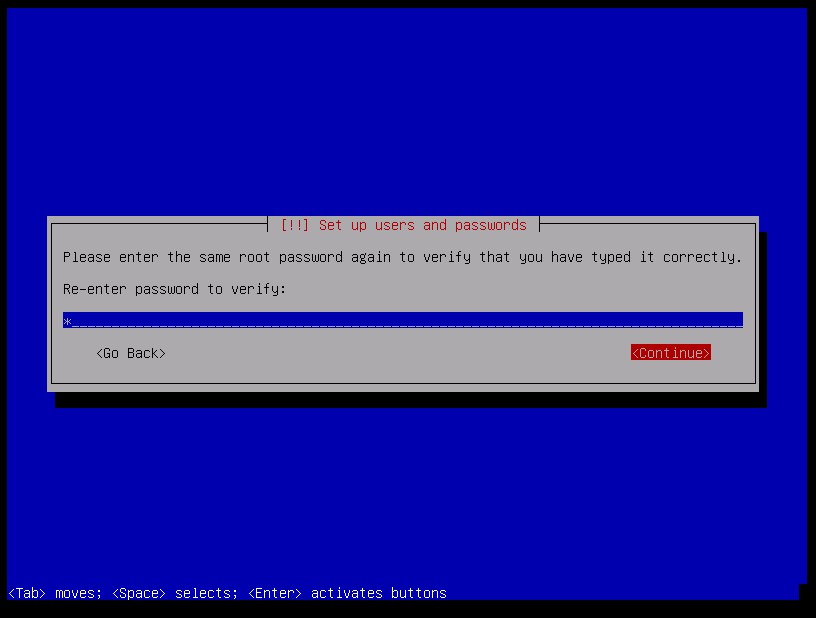 [!!] Set up users and passwords
Please enter the same root password again to verify that you have typed it correctly.
Re-enter password to verify:
*____________________________________________________________________________________
<Go Back> <Continue>
<Tab> moves; <Space> selects; <Enter> activates buttons